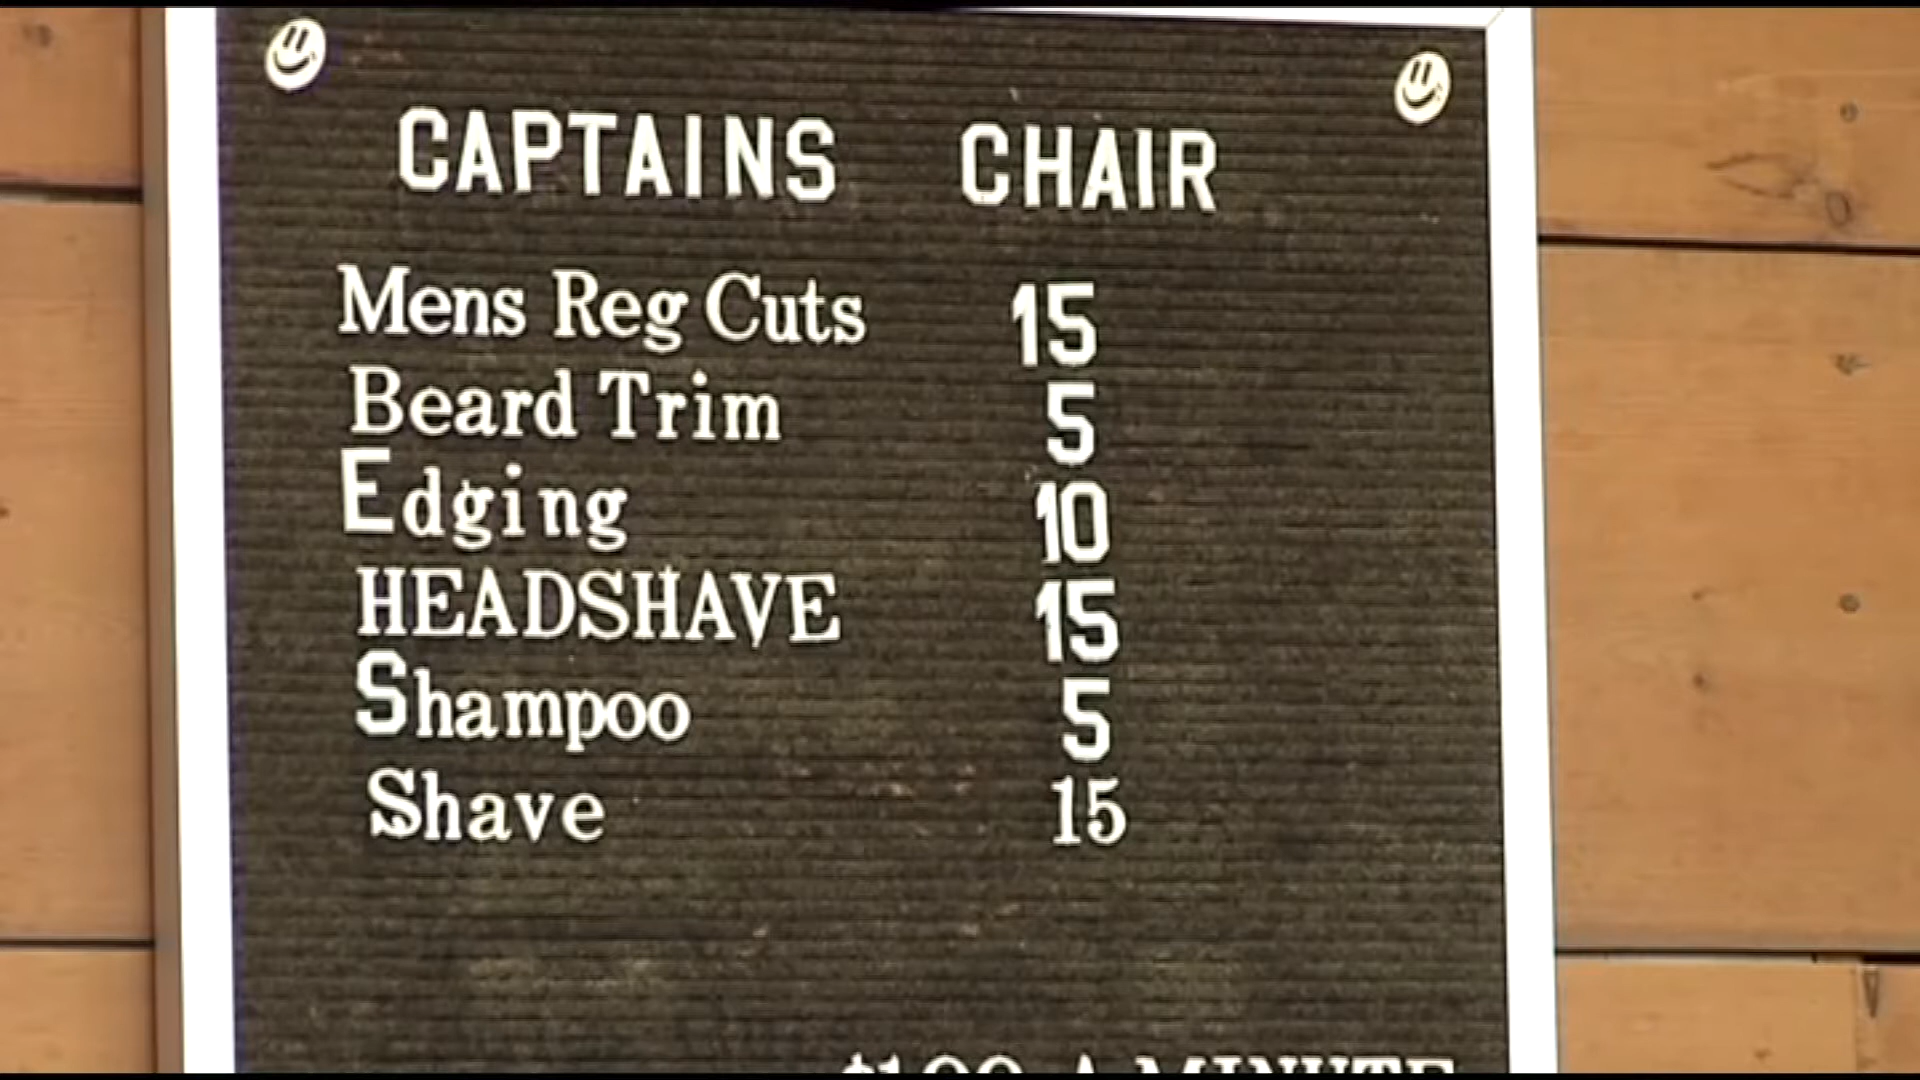 CAPTAINS CHAIR
Mens Reg Cuts 15
Beard Trim 5
Edging 10
HEADSHAVE 15
Shampoo 5
Shave 15
A MINUTE